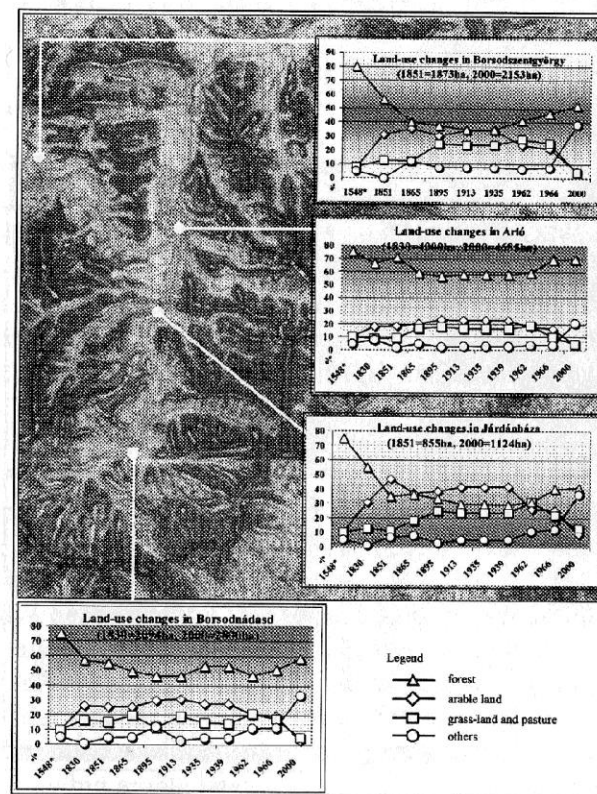 Land-use changes in Borsodszentgyörgy
(1851=1873ha, 2000=2153ha)
90
80
70
60
50
40
30
20
10
0
%
1548* 1851 1865 1895 1913 1935 1962 1966 2000
Land-use changes in Arló
80
70
60
50
40
30
20
10
0
%
1548* 1830 1851 1865 1895 1913 1935 1962 1966 2000
Land-use changes in Járdánháza
(1851=855ha, 2000=1124ha)
80
70
60
50
40
30
20
10
0
%
1548* 1830 1851 1865 1895 1913 1935 1939 1962 1966 2000
Land-use changes in Borsodnádasd
80
70
60
50
40
30
20
10
0
%
1548* 1830 1851 1865 1895 1913 1935 1939 1962 1966 2000
Legend
forest
arable land
grass-land and pasture
others